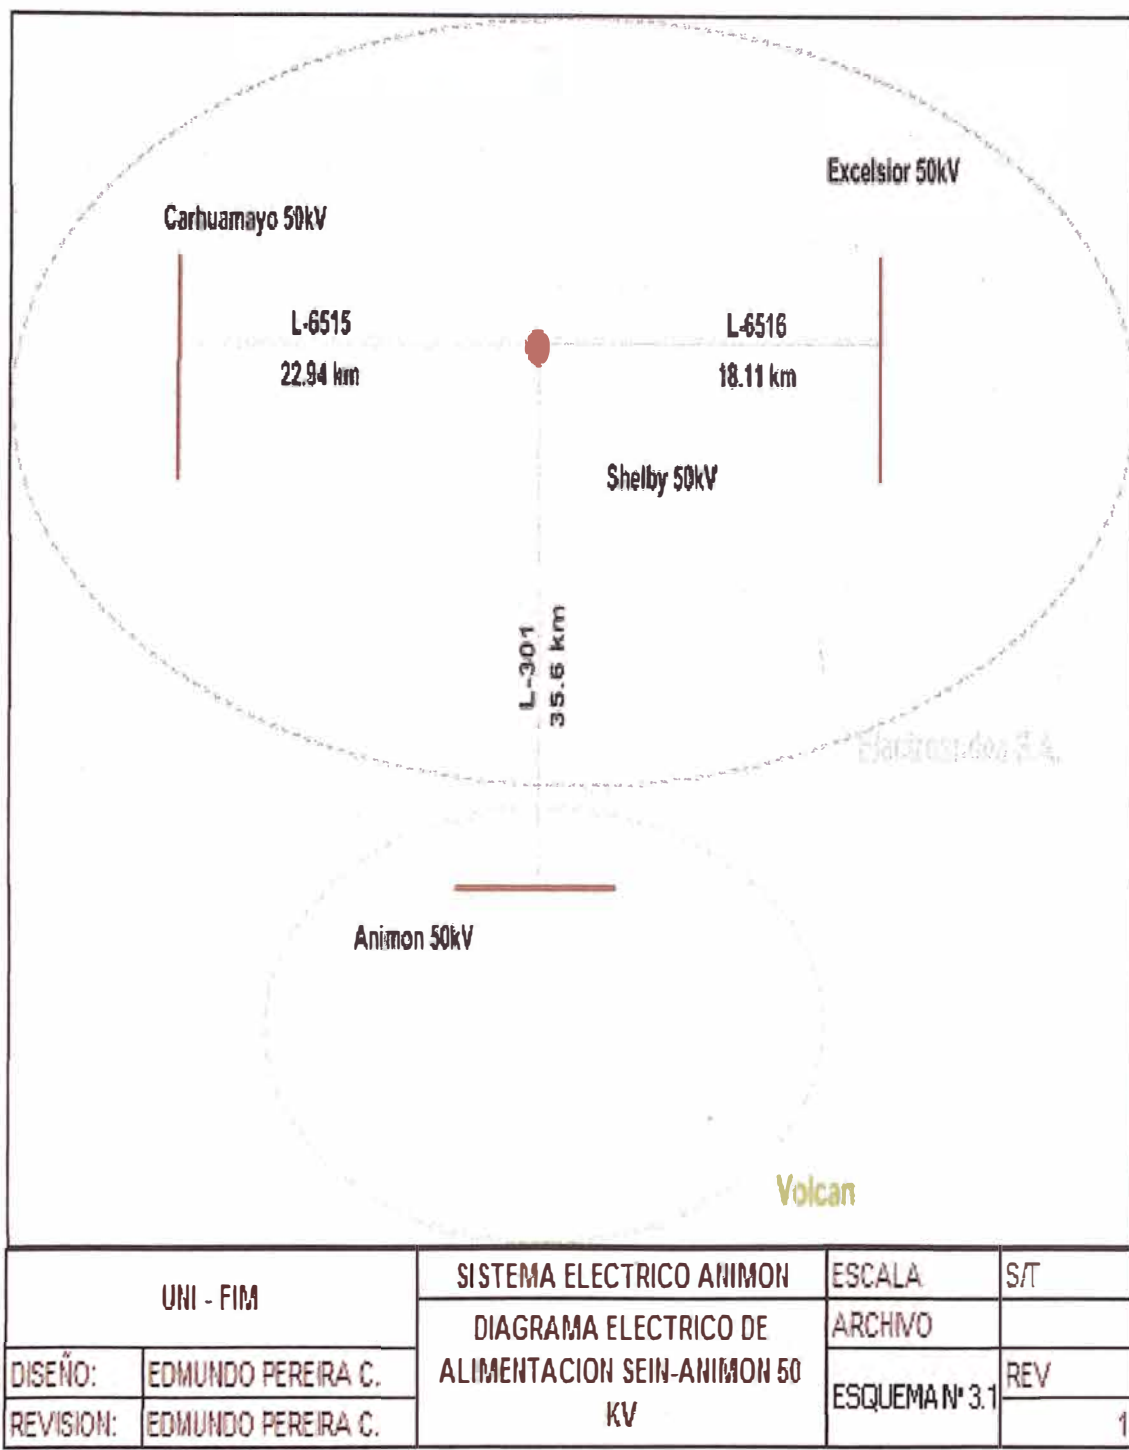 Excelsior 50kV
Carhuamayo 50kV
L-6515
22.94 km
L-6516
18.11 km
Shelby 50kV
L-301
35.6 km
Electroandes S.A.
Animon 50kV
Volcan
UNI - FIM
SISTEMA ELECTRICO ANIMON
ESCALA
S/T
DIAGRAMA ELECTRICO DE
ALIMENTACION SEIN-ANIMON 50
KV
ARCHIVO
DISEÑO:
EDMUNDO PEREIRA C.
ESQUEMA Nº 3.1
REV
REVISION:
EDMUNDO PEREIRA C.
1